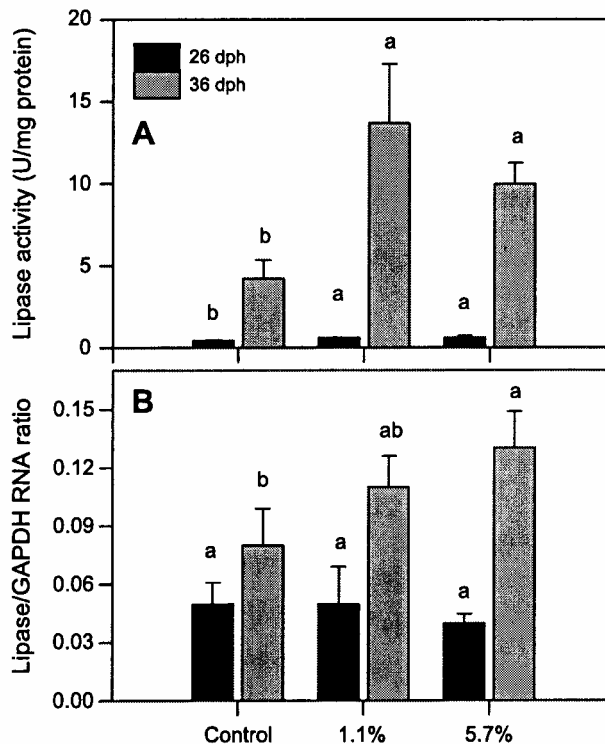 20
15
10
5
0
Lipase activity (U/mg protein)
26 dph
36 dph
A
b
b
a
a
a
a
B
0.15
0.12
0.09
0.06
0.03
0.00
Lipase/GAPDH RNA ratio
a
b
a
ab
a
a
Control 1.1% 5.7%